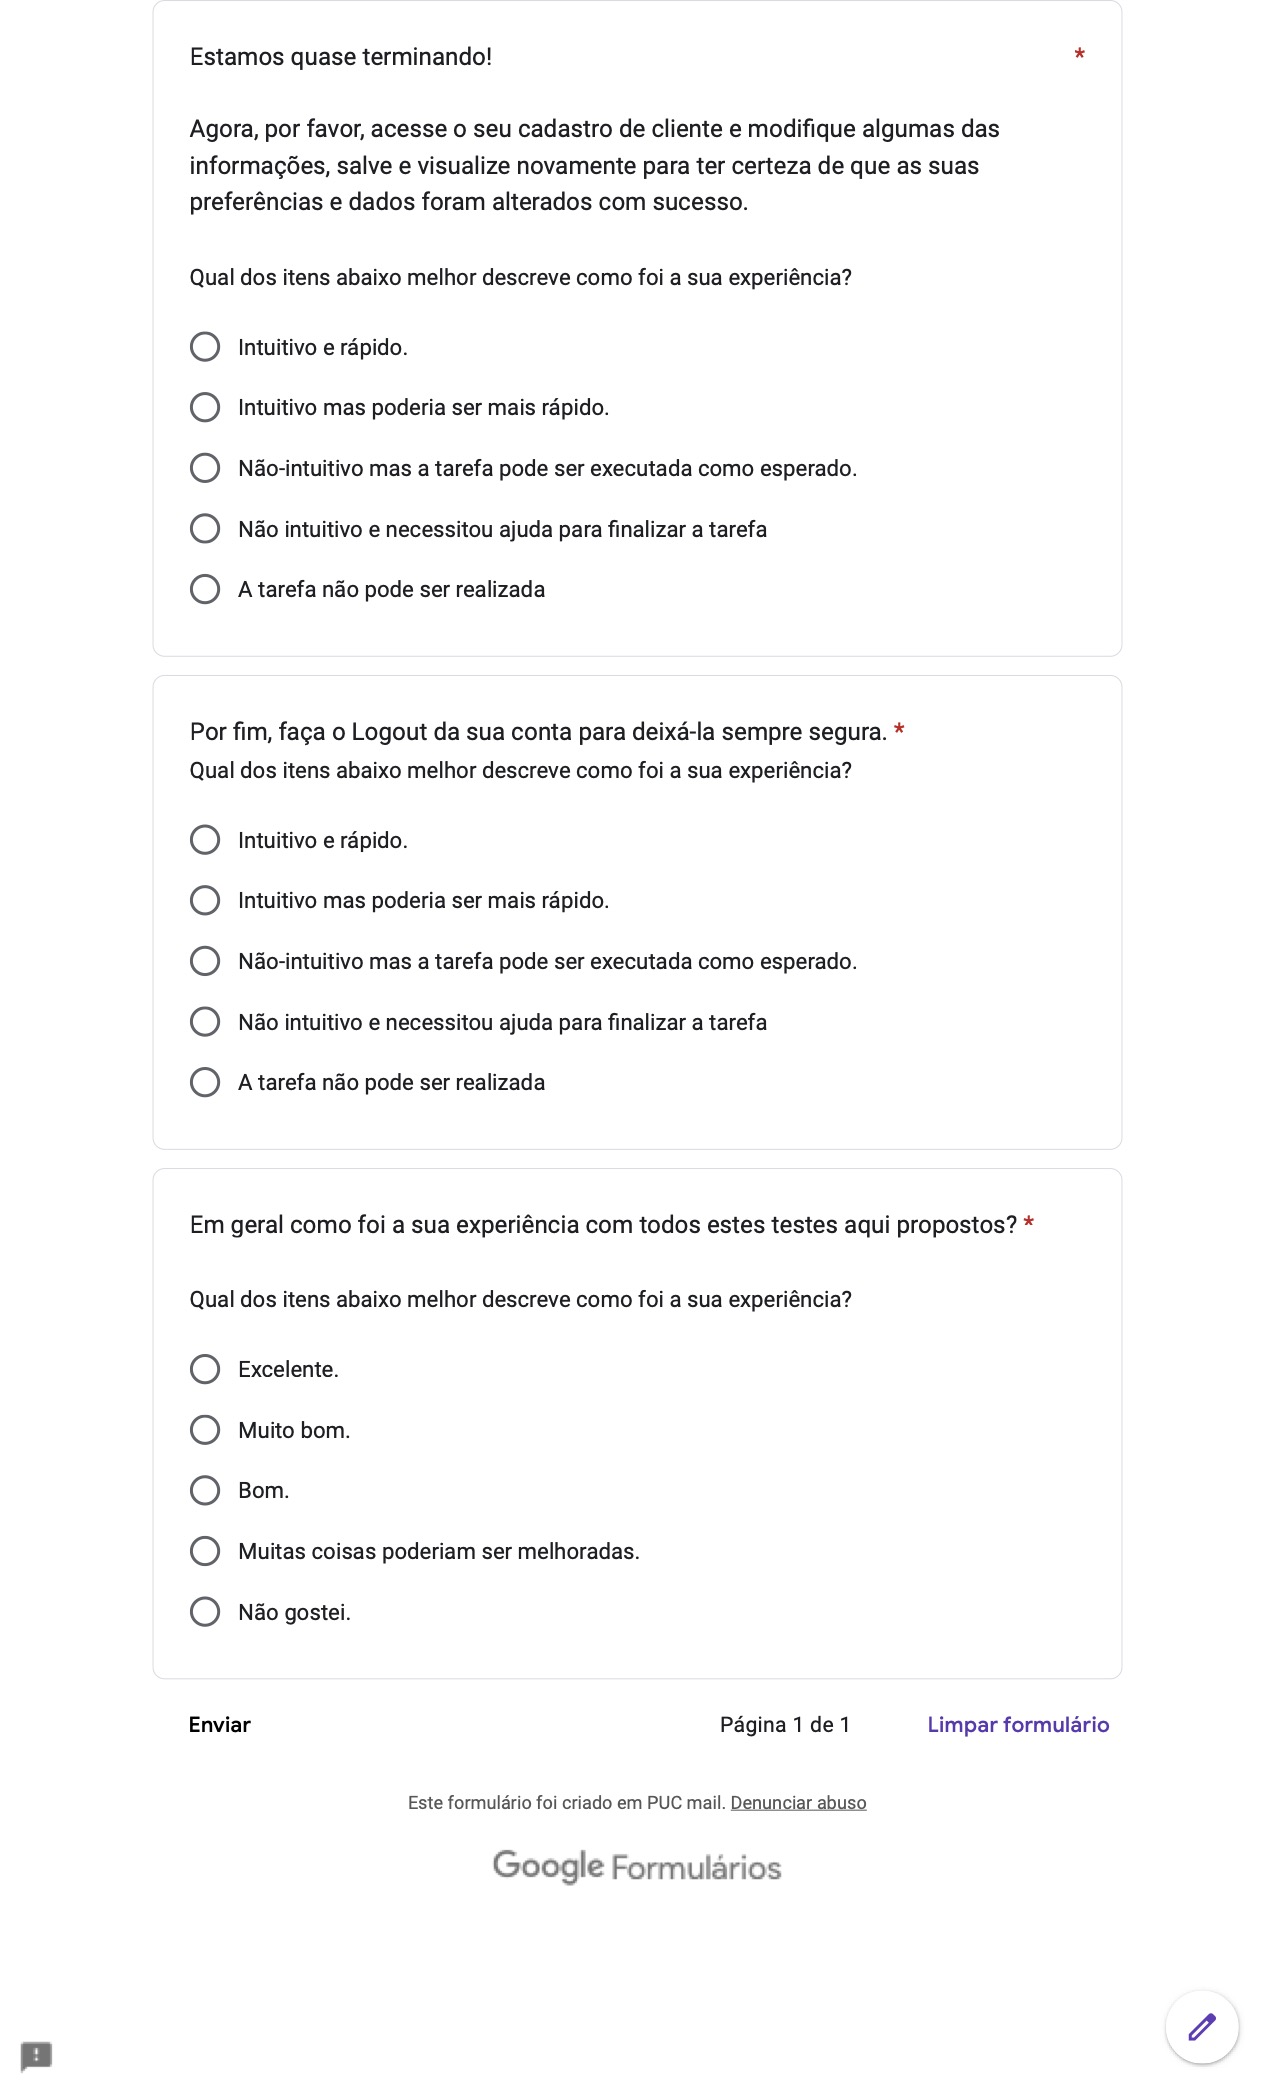 Estamos quase terminando! *
Agora, por favor, acesse o seu cadastro de cliente e modifique algumas das
informações, salve e visualize novamente para ter certeza de que as suas
preferências e dados foram alterados com sucesso.
Qual dos itens abaixo melhor descreve como foi a sua experiência?
Intuitivo e rápido.
Intuitivo mas poderia ser mais rápido.
Não-intuitivo mas a tarefa pode ser executada como esperado.
Não intuitivo e necessitou ajuda para finalizar a tarefa
A tarefa não pode ser realizada
Por fim, faça o Logout da sua conta para deixá-la sempre segura. *
Qual dos itens abaixo melhor descreve como foi a sua experiência?
Intuitivo e rápido.
Intuitivo mas poderia ser mais rápido.
Não-intuitivo mas a tarefa pode ser executada como esperado.
Não intuitivo e necessitou ajuda para finalizar a tarefa
A tarefa não pode ser realizada
Em geral como foi a sua experiência com todos estes testes aqui propostos? *
Qual dos itens abaixo melhor descreve como foi a sua experiência?
Excelente.
Muito bom.
Bom.
Muitas coisas poderiam ser melhoradas.
Não gostei.
Enviar Página 1 de 1 Limpar formulário
Este formulário foi criado em PUC mail. Denunciar abuso
Google Formulários